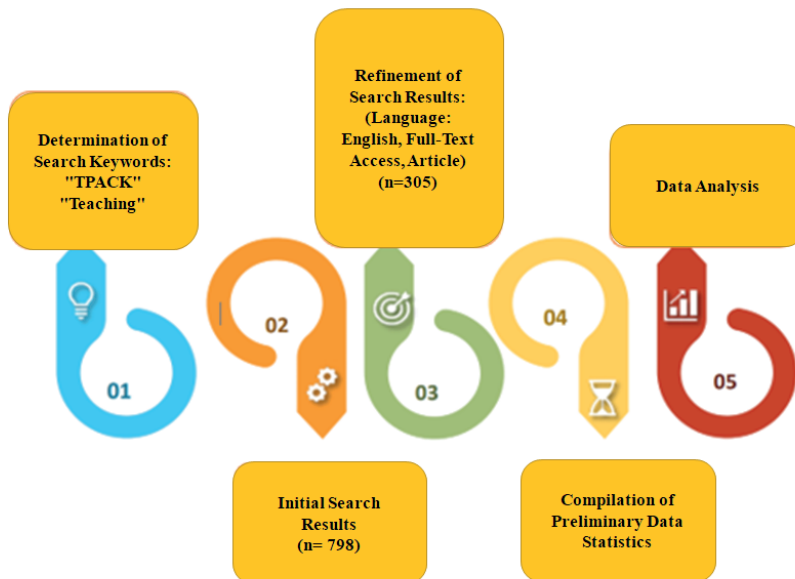 Determination of
Search Keywords:
"TPACK"
"Teaching"
01
02
Initial Search
Results
(n= 798)
Refinement of
Search Results:
(Language:
English, Full-Text
Access, Article)
(n=305)
03
04
Compilation of
Preliminary Data
Statistics
Data Analysis
05